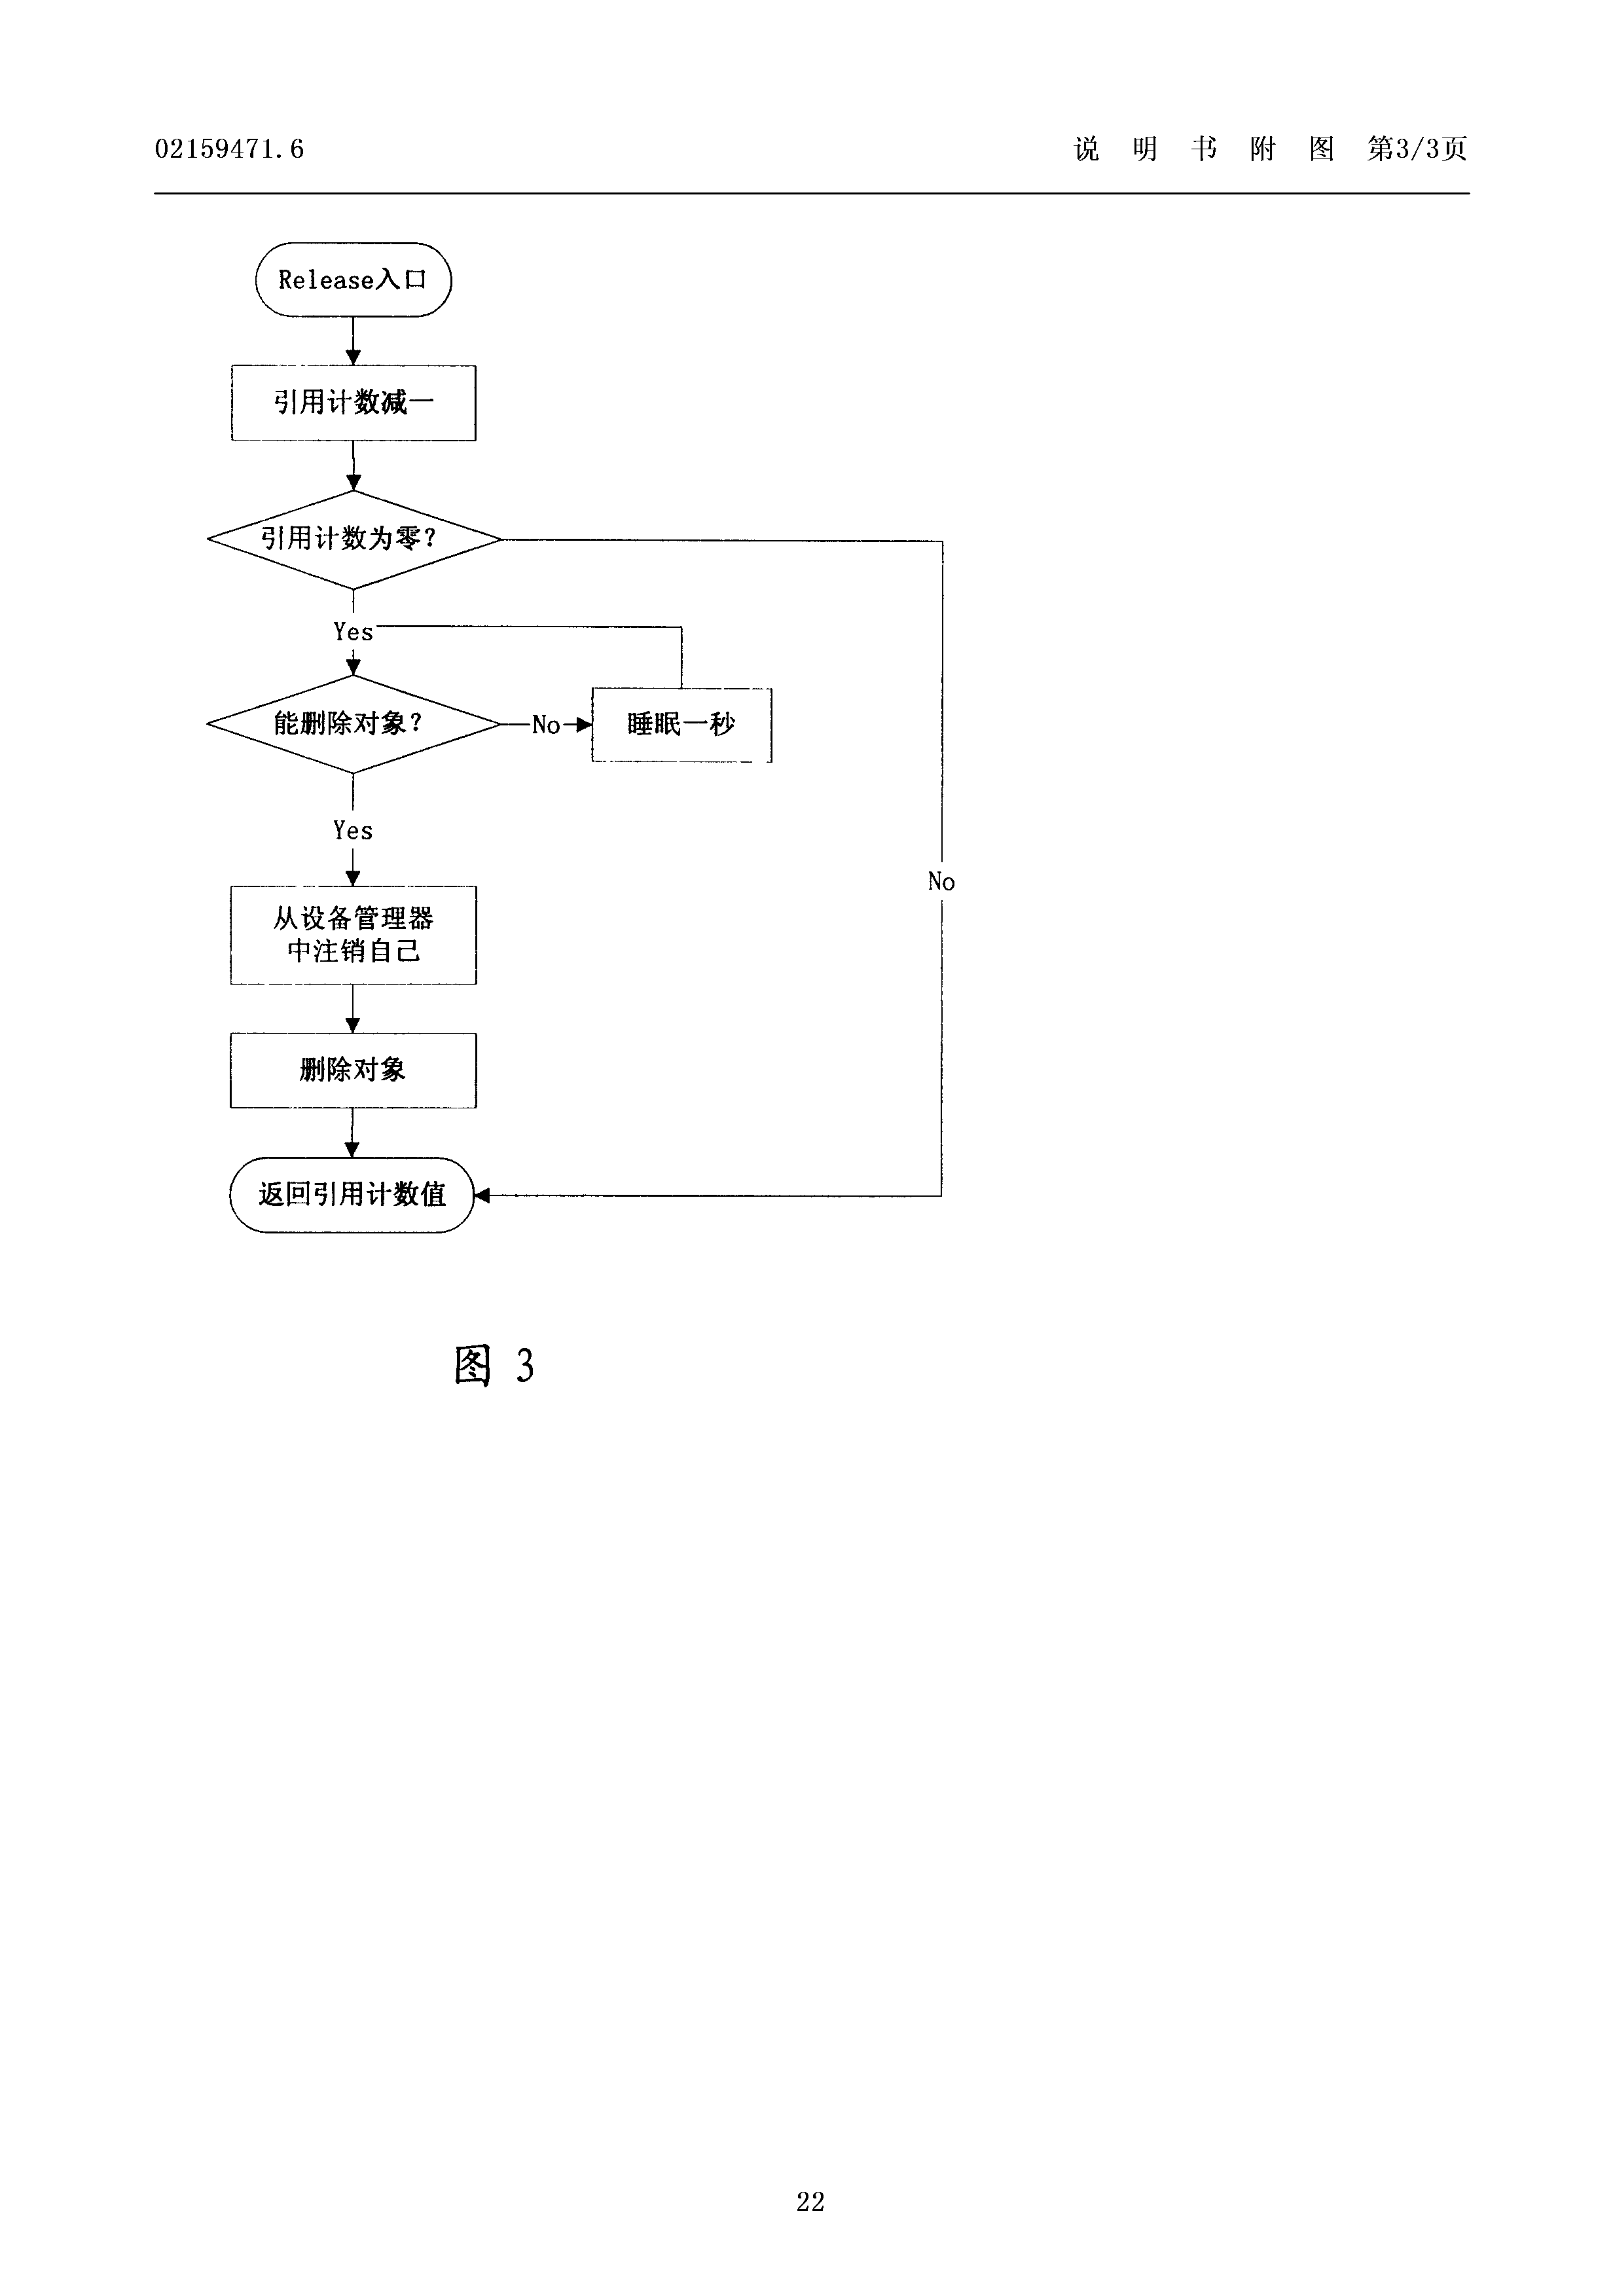 02159471.6
说 明 书 附 图 第3/3页
Release入口
引用计数减一
引用计数为零?
Yes
能删除对象?
No
睡眠一秒
Yes
No
从设备管理器
中注销自己
删除对象
返回引用计数值
图 3
22